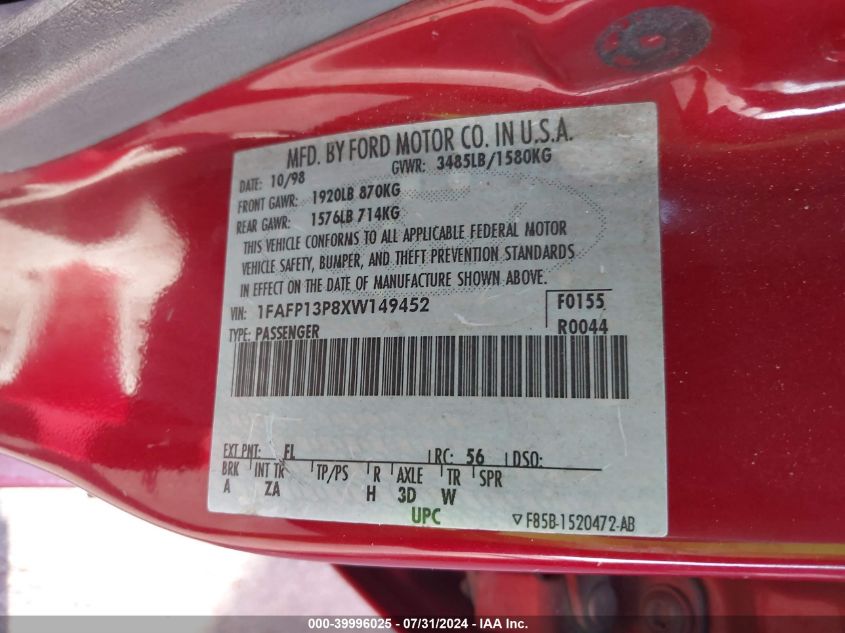 MFD. BY FORD MOTOR CO. IN U.S.A.
DATE: 10/98 GVWR: 3485LB/1580KG
FRONT GAWR: 1920LB 870KG
REAR GAWR: 1576LB 714KG
THIS VEHICLE CONFORMS TO ALL APPLICABLE FEDERAL MOTOR
VEHICLE SAFETY, BUMPER, AND THEFT PREVENTION STANDARDS
IN EFFECT ON THE DATE OF MANUFACTURE SHOWN ABOVE.
VIN: 1FAFP13P8XW149452 F0155
TYPE: PASSENGER R0044
EXT PNT: FL RC: 56 DSO:
BRK INT TR TP/PS R AXLE TR SPR
A ZA H 3D W
UPC ▽F85B-1520472-AB
000-39996025 / 07/31/2024 / IAA Inc.